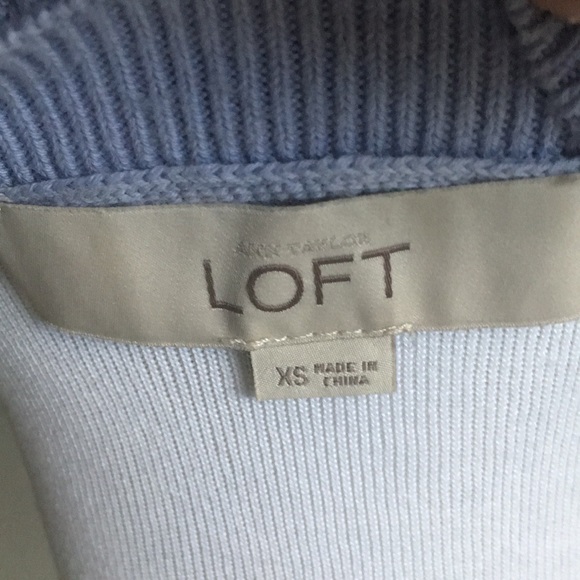 ANN TAYLOR
LOFT
XS MADE IN
CHINA